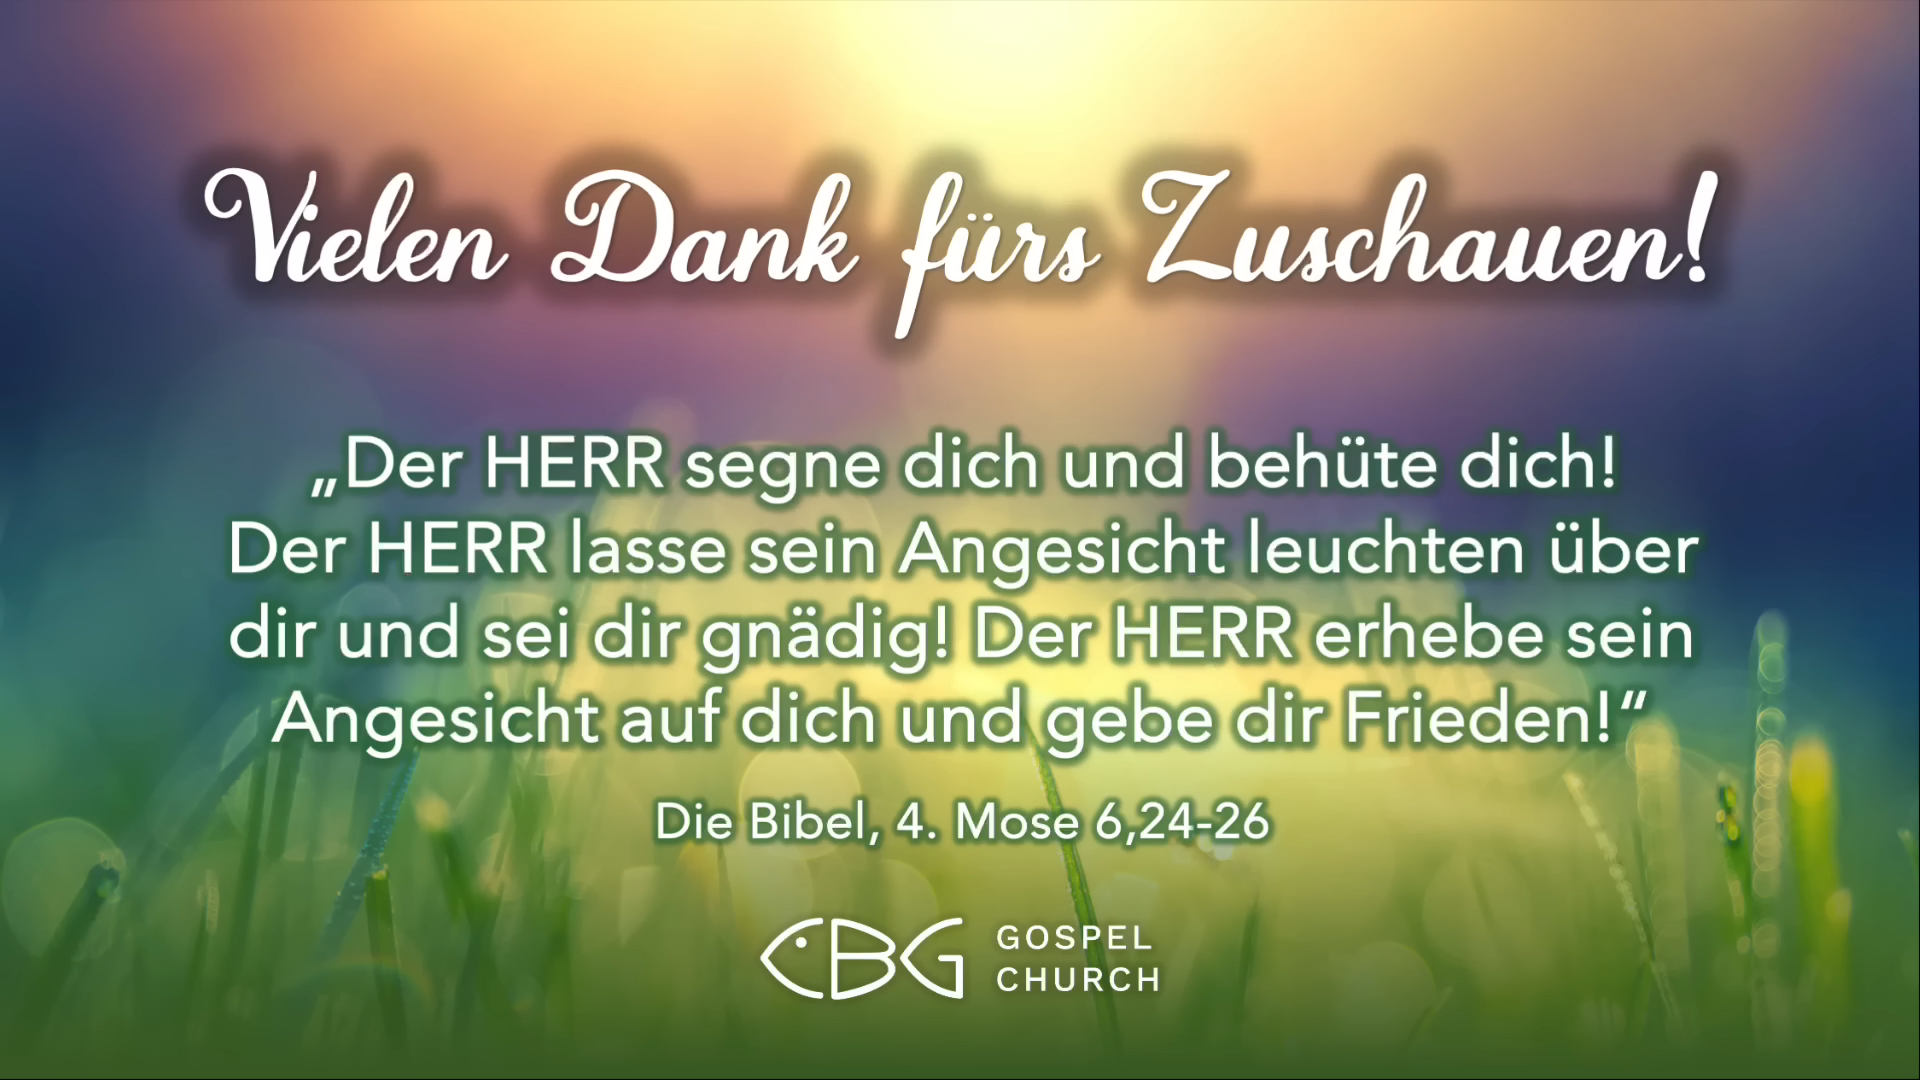 Vielen Dank fürs Zuschauen!
„Der HERR segne dich und behüte dich!
Der HERR lasse sein Angesicht leuchten über
dir und sei dir gnädig! Der HERR erhebe sein
Angesicht auf dich und gebe dir Frieden!“
Die Bibel, 4. Mose 6,24-26
CBG GOSPEL
CHURCH